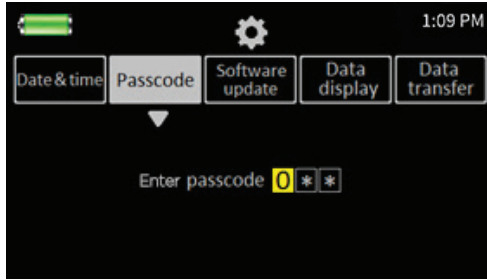 1:09 PM
Date & time
Passcode
Software
update
Data
display
Data
transfer
Enter passcode 0 * *